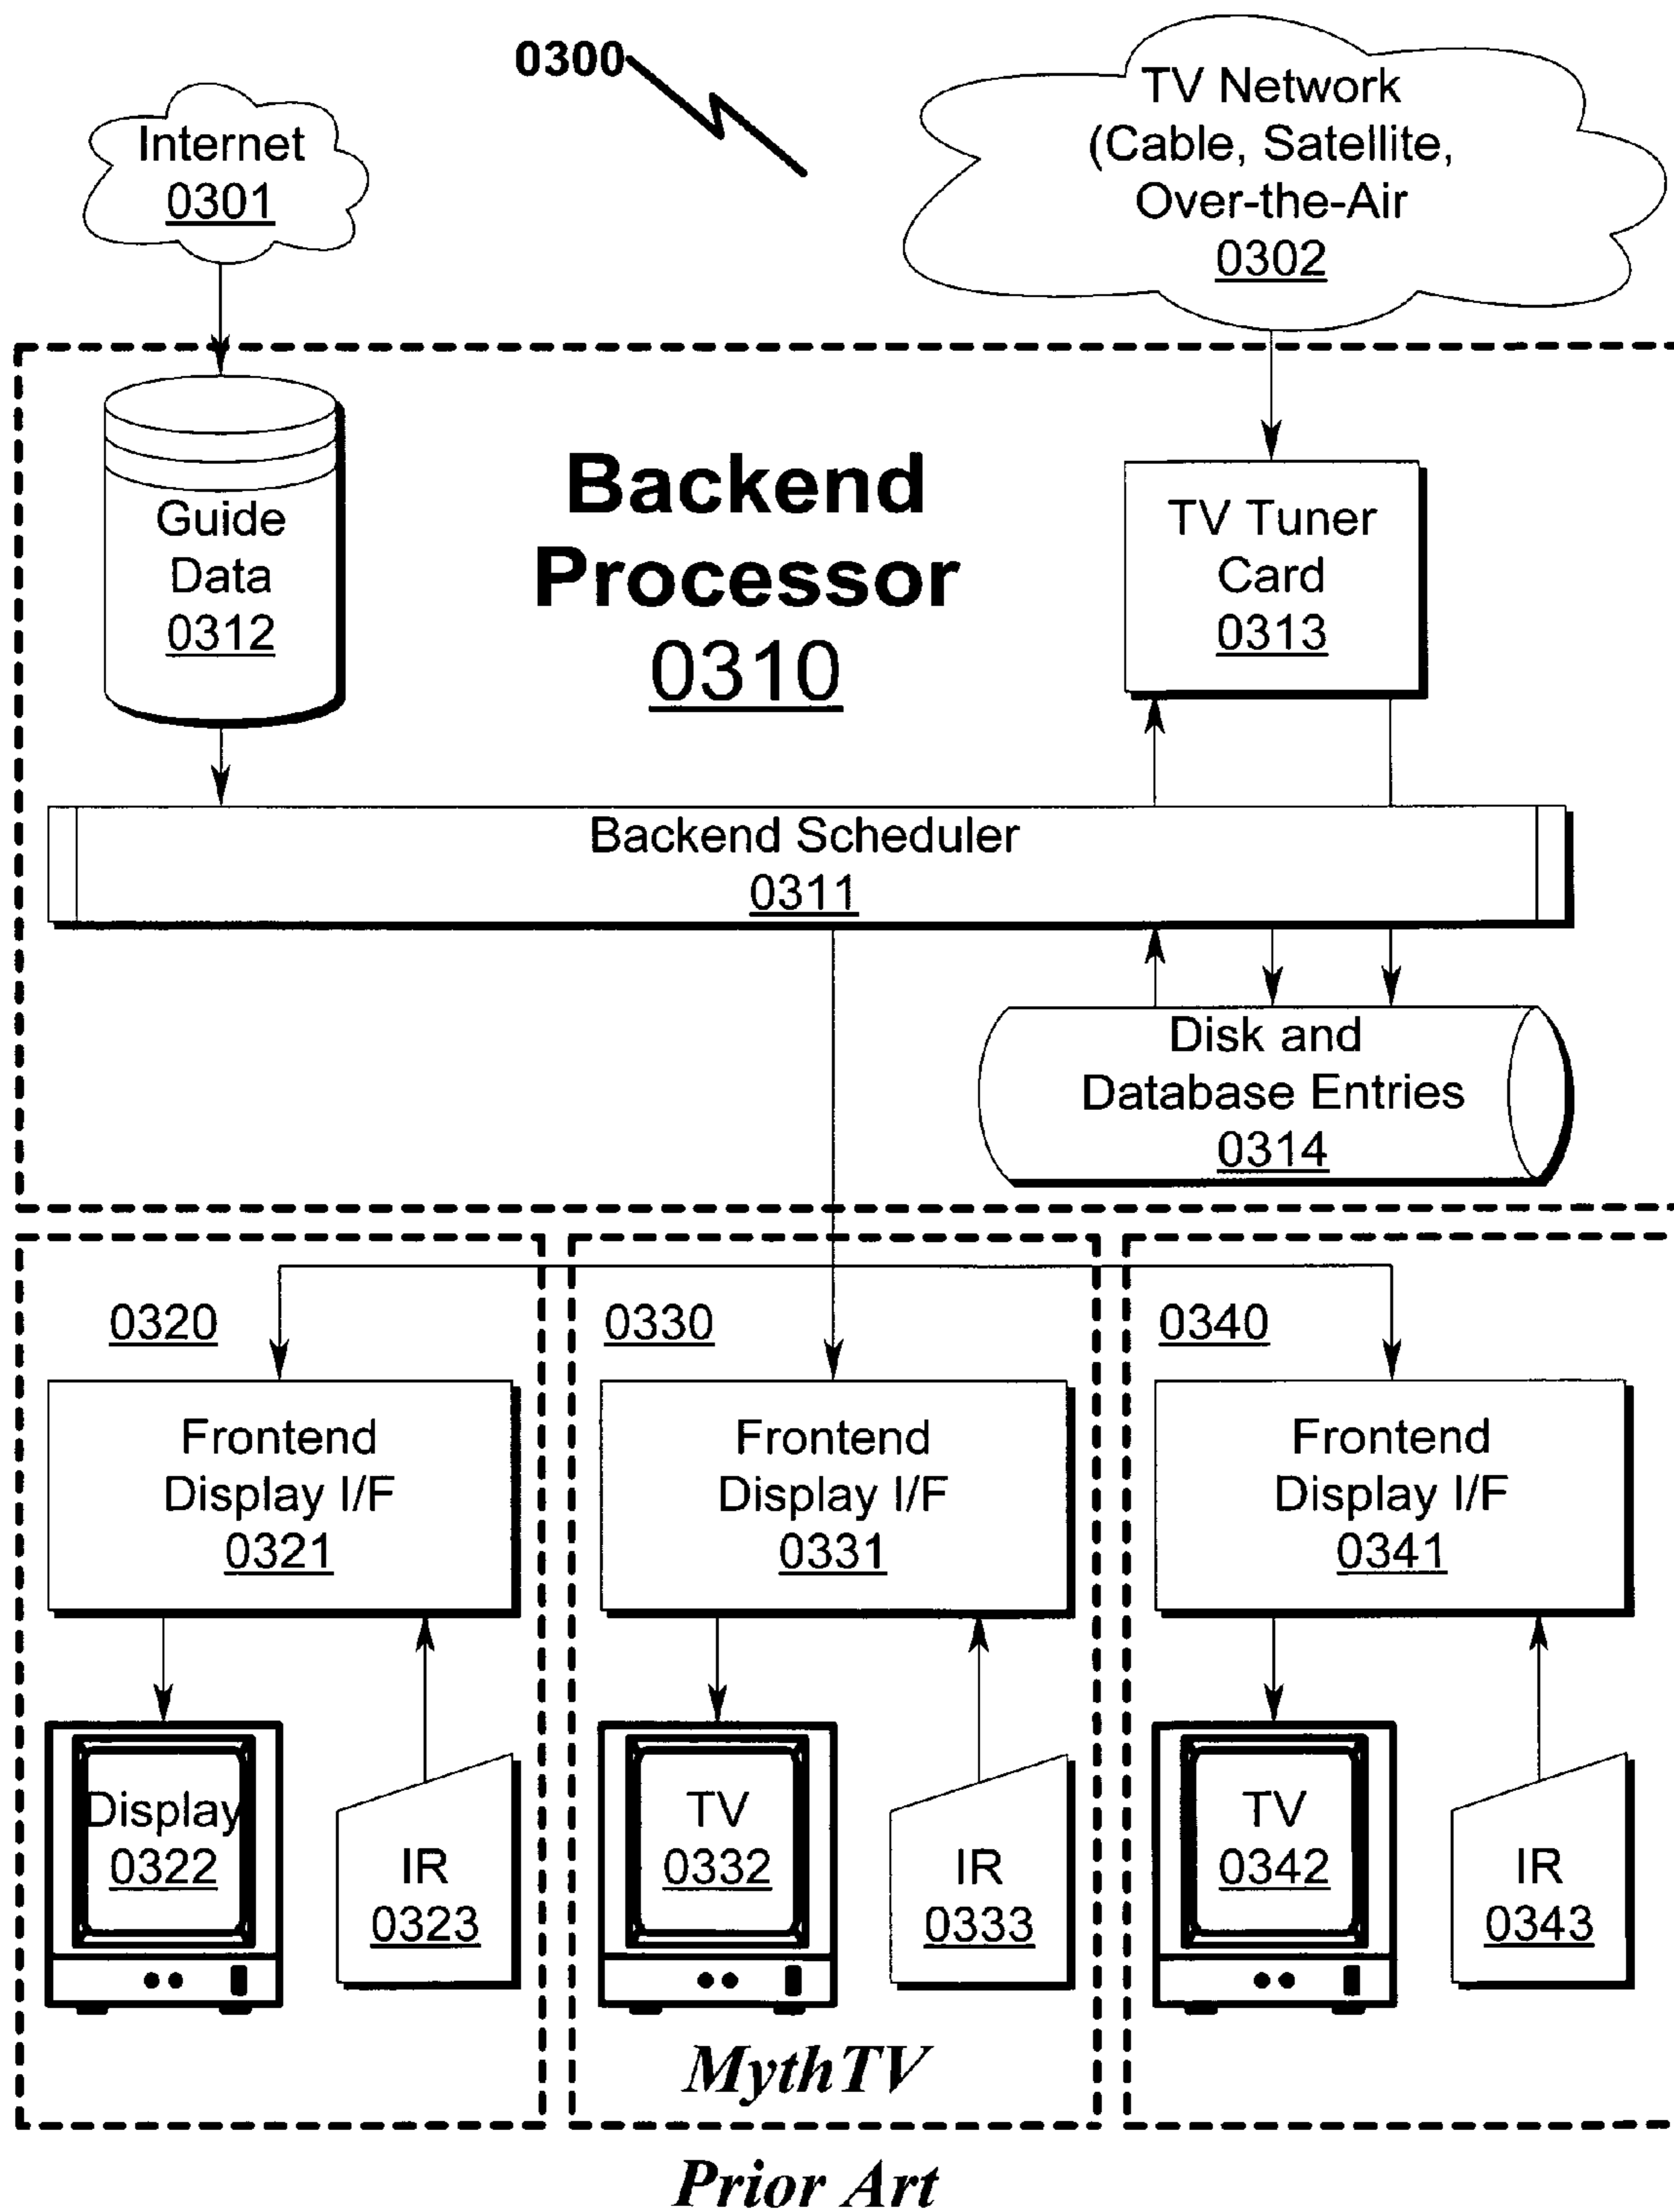 0300
Internet
0301
TV Network
(Cable, Satellite,
Over-the-Air
0302
Guide
Data
0312
Backend
Processor
0310
TV Tuner
Card
0313
Backend Scheduler
0311
Disk and
Database Entries
0314
0320
0330
0340
Frontend
Display I/F
0321
Frontend
Display I/F
0331
Frontend
Display I/F
0341
Display
0322
IR
0323
TV
0332
IR
0333
TV
0342
IR
0343
MythTV
Prior Art